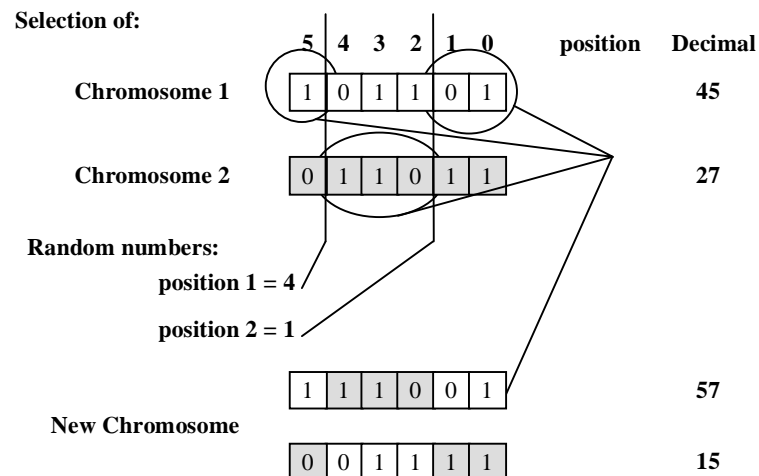 Selection of:
5 4 3 2 1 0 position Decimal
Chromosome 1 1 0 1 1 0 1 45
Chromosome 2 0 1 1 0 1 1 27
Random numbers:
position 1 = 4
position 2 = 1
1 1 1 0 0 1 57
New Chromosome
0 0 1 1 1 1 15